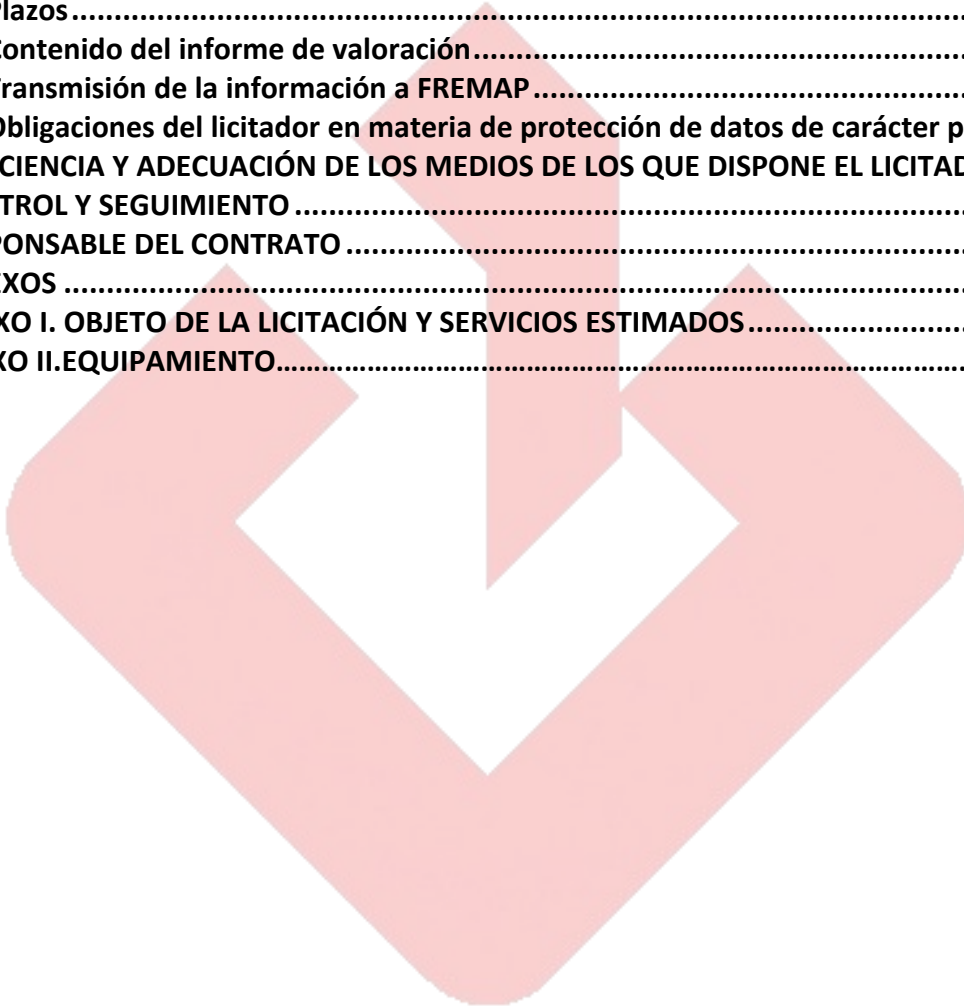 Plazos....................................................................................................................
Contenido del informe de valoración............................................................
Transmisión de la información a FREMAP....................................................
Obligaciones del licitador en materia de protección de datos de carácter p
CIENCIA Y ADECUACIÓN DE LOS MEDIOS DE LOS QUE DISPONE EL LICITAD
TROL Y SEGUIMIENTO..................................................................................
PONSABLE DEL CONTRATO...........................................................................
EXOS..............................................................................................................
XO I. OBJETO DE LA LICITACIÓN Y SERVICIOS ESTIMADOS..........................
XO II.EQUIPAMIENTO……………………………………………………………………………………